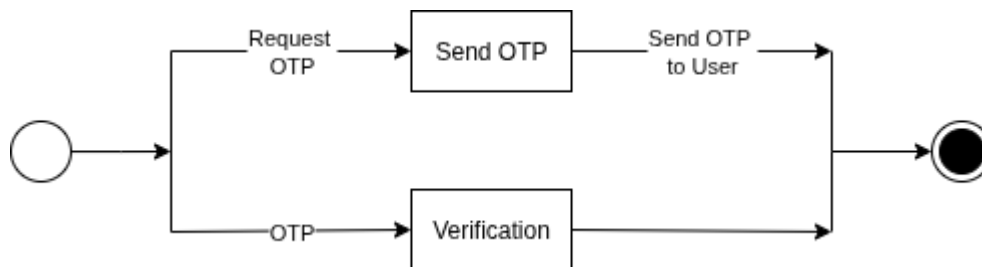 Request
OTP
Send OTP
Send OTP
to User
OTP
Verification